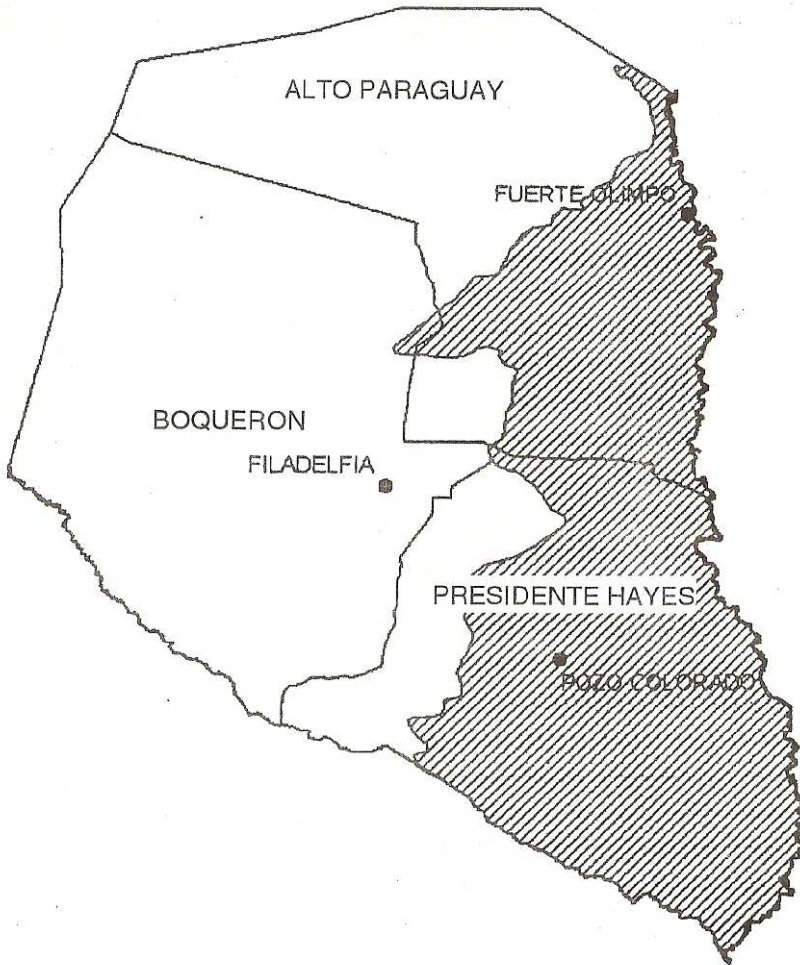 ALTO PARAGUAY
FUERTE OLIMPO
BOQUERON
FILADELFIA
PRESIDENTE HAYES
POZO COLORADO